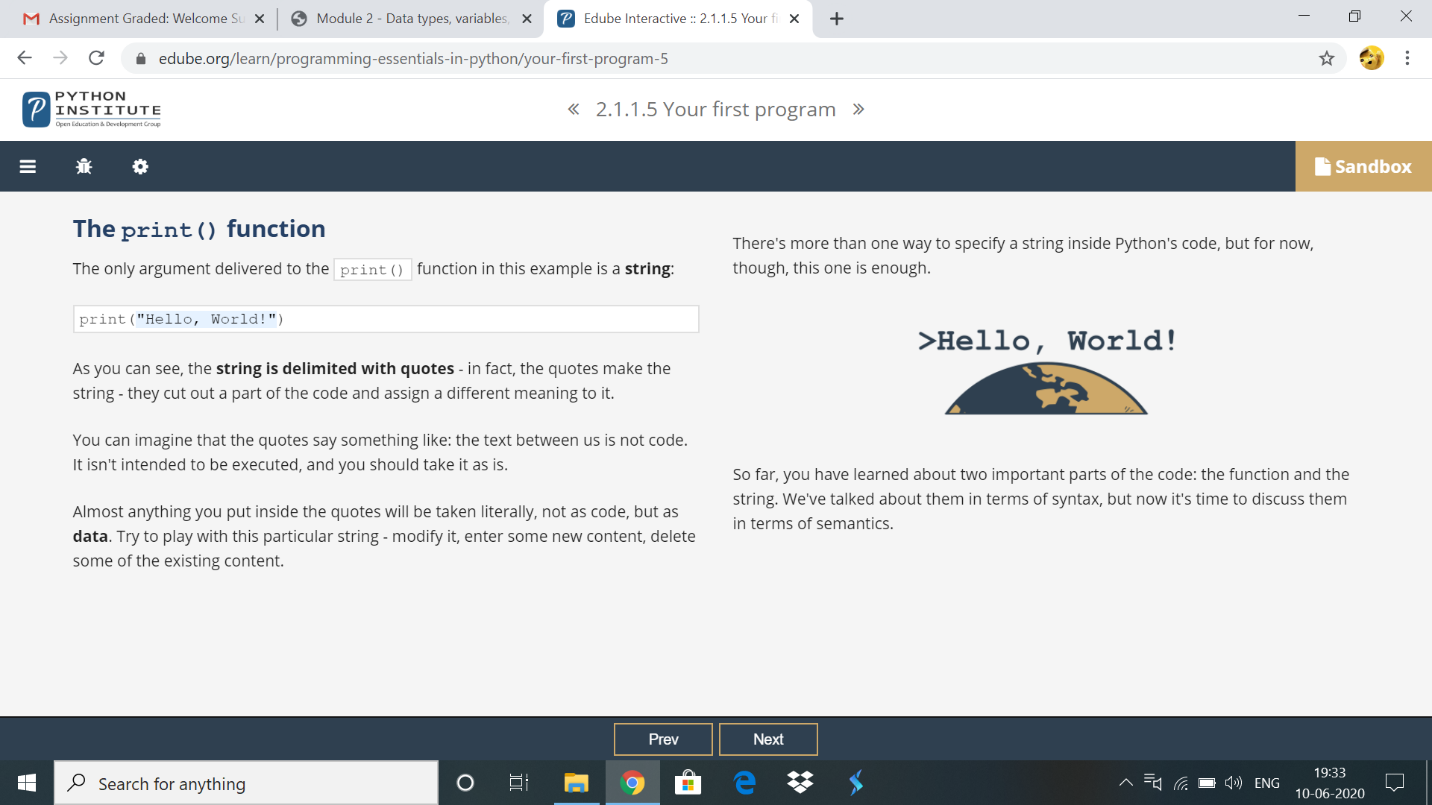 Assignment Graded: Welcome Su
Module 2 - Data types, variables,
Edube Interactive :: 2.1.1.5 Your fi
edube.org/learn/programming-essentials-in-python/your-first-program-5
P PYTHON
INSTITUTE
Open Education & Development Group
« 2.1.1.5 Your first program »
Sandbox
The print() function
The only argument delivered to the print() function in this example is a string:
print("Hello, World!")
As you can see, the string is delimited with quotes - in fact, the quotes make the
string - they cut out a part of the code and assign a different meaning to it.
You can imagine that the quotes say something like: the text between us is not code.
It isn't intended to be executed, and you should take it as is.
Almost anything you put inside the quotes will be taken literally, not as code, but as
data. Try to play with this particular string - modify it, enter some new content, delete
some of the existing content.
There's more than one way to specify a string inside Python's code, but for now,
though, this one is enough.
>Hello, World!
So far, you have learned about two important parts of the code: the function and the
string. We've talked about them in terms of syntax, but now it's time to discuss them
in terms of semantics.
Prev
Next
Search for anything
ENG
19:33
10-06-2020